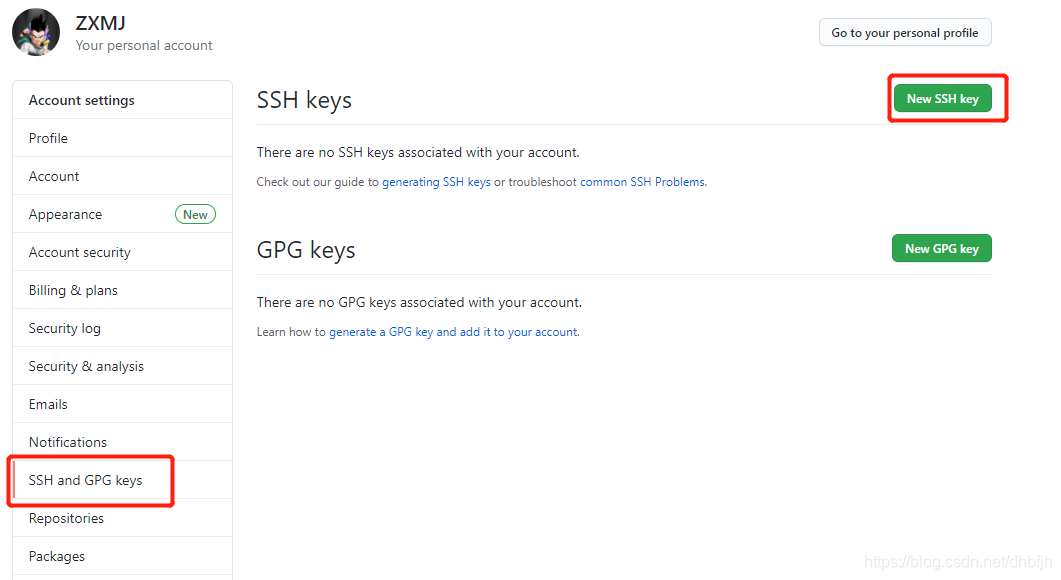 ZXMJ
Your personal account
Go to your personal profile
Account settings
Profile
Account
Appearance New
Account security
Billing & plans
Security log
Security & analysis
Emails
Notifications
SSH and GPG keys
Repositories
Packages
SSH keys
New SSH key
There are no SSH keys associated with your account.
Check out our guide to generating SSH keys or troubleshoot common SSH Problems.
GPG keys
New GPG key
There are no GPG keys associated with your account.
Learn how to generate a GPG key and add it to your account.
https://blog.csdn.net/dhbfjh